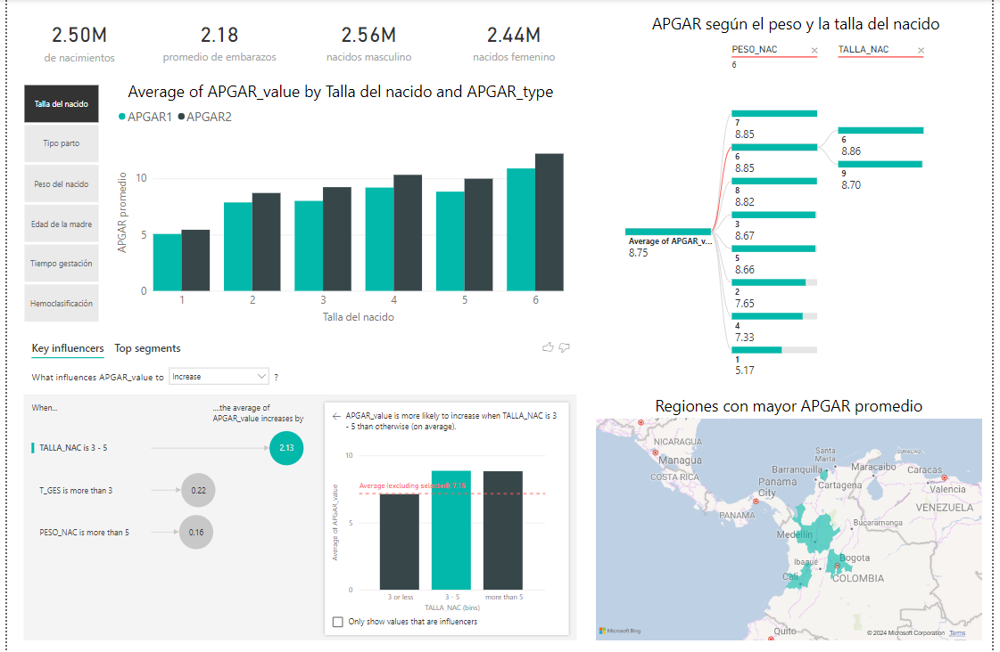 2.50M
de nacimientos
2.18
promedio de embarazos
2.56M
nacidos masculino
2.44M
nacidos femenino
Talla del nacido
Tipo parto
Peso del nacido
Edad de la madre
Tiempo gestación
Hemoclasificación
Average of APGAR_value by Talla del nacido and APGAR_type
APGAR1 APGAR2
APGAR promedio
10
5
0
1 2 3 4 5 6
Talla del nacido
Key influencers Top segments
What influences APGAR_value to Increase ?
When...
....the average of
APGAR_value increases by
TALLA_NAC is 3 - 5
2.13
T_GES is more than 3
0.22
PESO_NAC is more than 5
0.16
APGAR_value is more likely to increase when TALLA_NAC is 3
- 5 than otherwise (on average).
Average of APGAR_value
10
5
0
Average (excluding selected): 7.18
3 or less 3 - 5 more than 5
TALLA_NAC (bins)
Only show values that are influencers
APGAR según el peso y la talla del nacido
PESO_NAC
6
TALLA_NAC
Average of APGAR_v...
8.75
7
8.85
6
8.85
8
8.82
3
8.67
5
8.66
2
7.65
4
7.33
1
5.17
6
8.86
9
8.70
Regiones con mayor APGAR promedio
NICARAGUA
Managua
COSTA RICA
Panama
City
PANAMA
Santa
Marta
CURAÇAO
Barranquilla
Maracaibo
Caracas
Cartagena
Valencia
VENEZUELA
Bucaramanga
Medellín
Bogota
Ibagué
Cali
COLOMBIA
Quito
Microsoft Bing
© 2024 Microsoft Corporation Terms